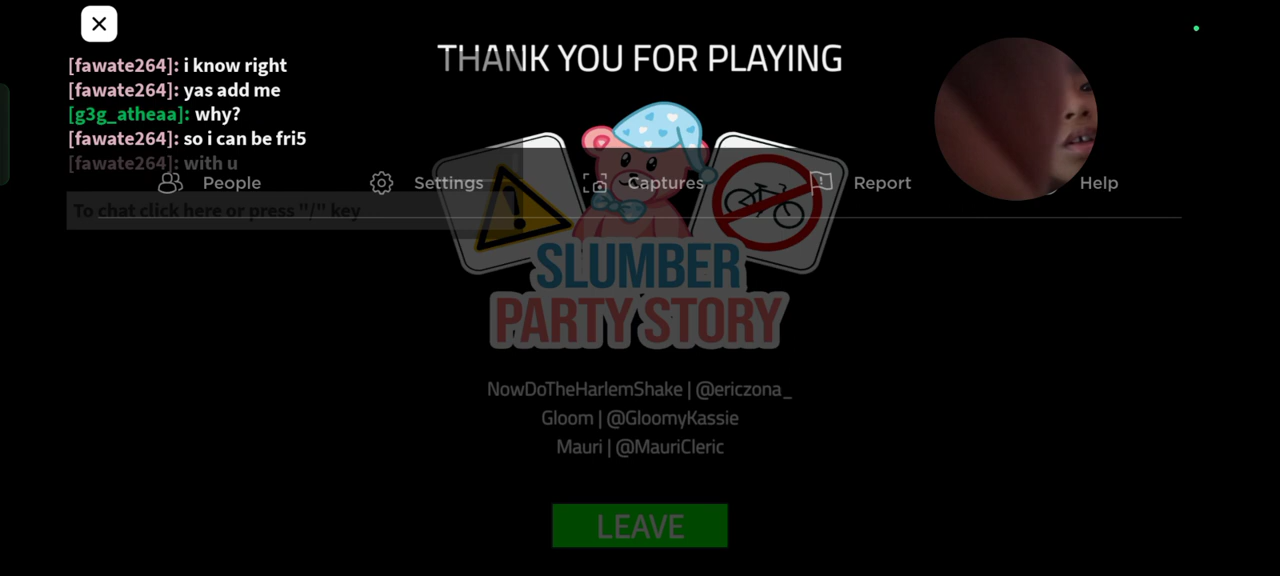 THANK YOU FOR PLAYING
[fawate264]: i know right
[fawate264]: yas add me
[g3g_atheaa]: why?
[fawate264]: so i can be fri5
[fawate264]: with u
To chat click here or press "/" key
People
Settings
Captures
Report
Help
SLUMBER
PARTY STORY
NowDoTheHarlemShake | @ericzona_
Gloom | @GloomyKassie
Mauri | @MauriCleric
LEAVE